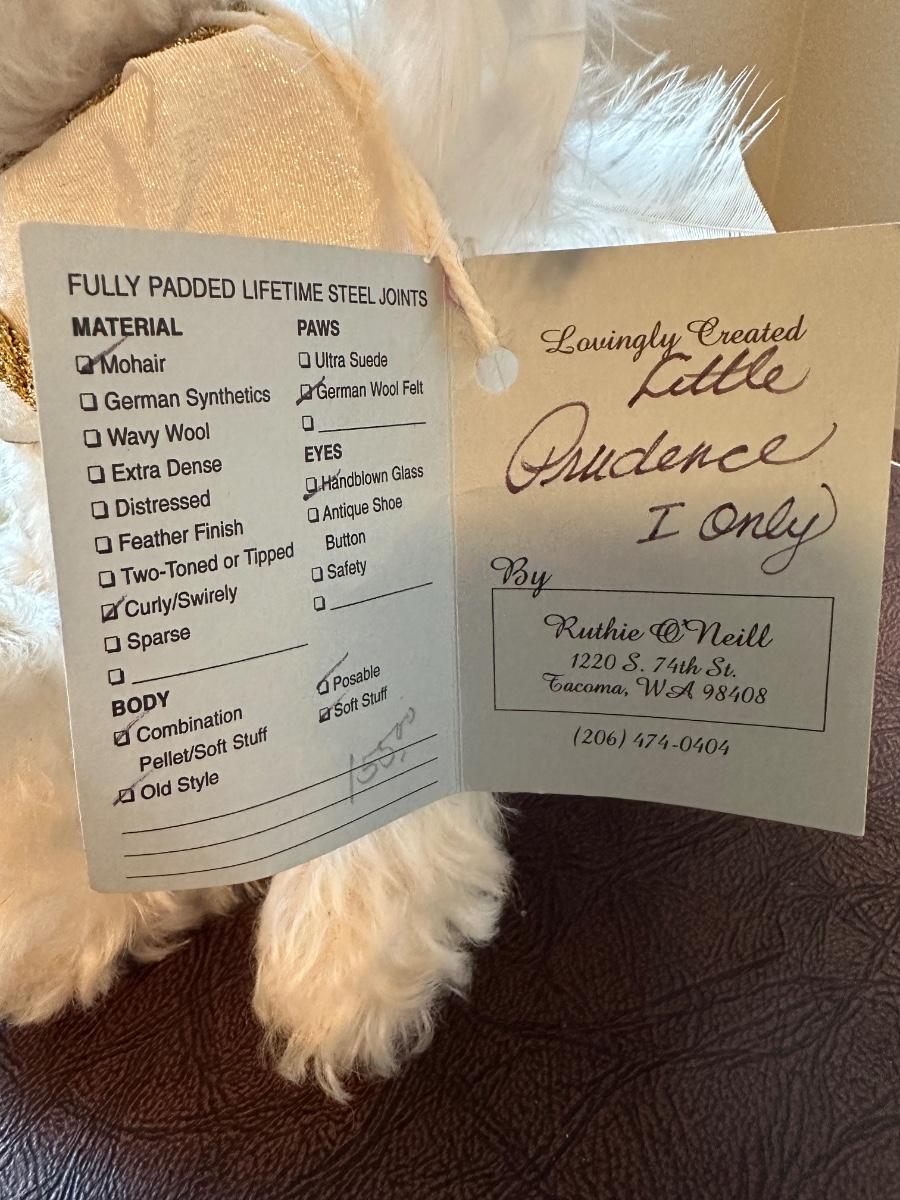 FULLY PADDED LIFETIME STEEL JOINTS
MATERIAL
Mohair
German Synthetics
Wavy Wool
Extra Dense
Distressed
Feather Finish
Two-Toned or Tipped
Curly/Swirely
Sparse
BODY
Combination
Pellet/Soft Stuff
Old Style
PAWS
Ultra Suede
German Wool Felt
EYES
Handblown Glass
Antique Shoe
Button
Safety
Posable
Soft Stuff
155.00
Lovingly Created
Little
Prudence
I Only
By
Ruthie O'Neill
1220 S. 74th St.
Tacoma, WA 98408
(206) 474-0404